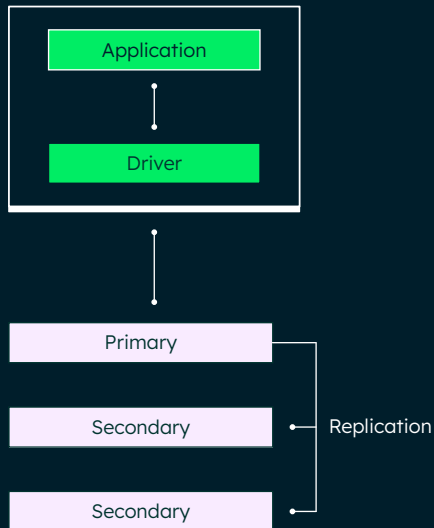 Application
Driver
Primary
Secondary
Replication
Secondary